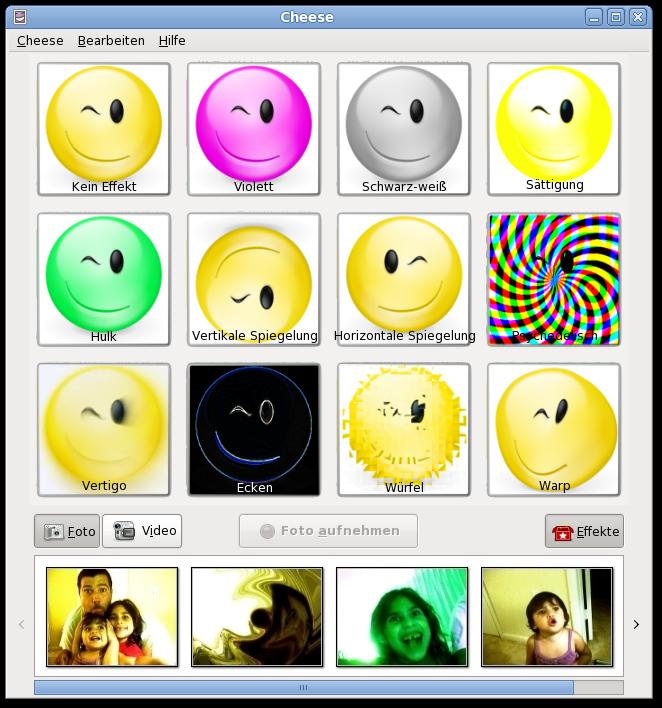 Cheese
Cheese Bearbeiten Hilfe
Kein Effekt Violett Schwarz-weiß Sättigung
Hulk Vertikale Spiegelung Horizontale Spiegelung Psychedelisch
Vertigo Ecken Würfel Warp
Foto Video Foto aufnehmen Effekte